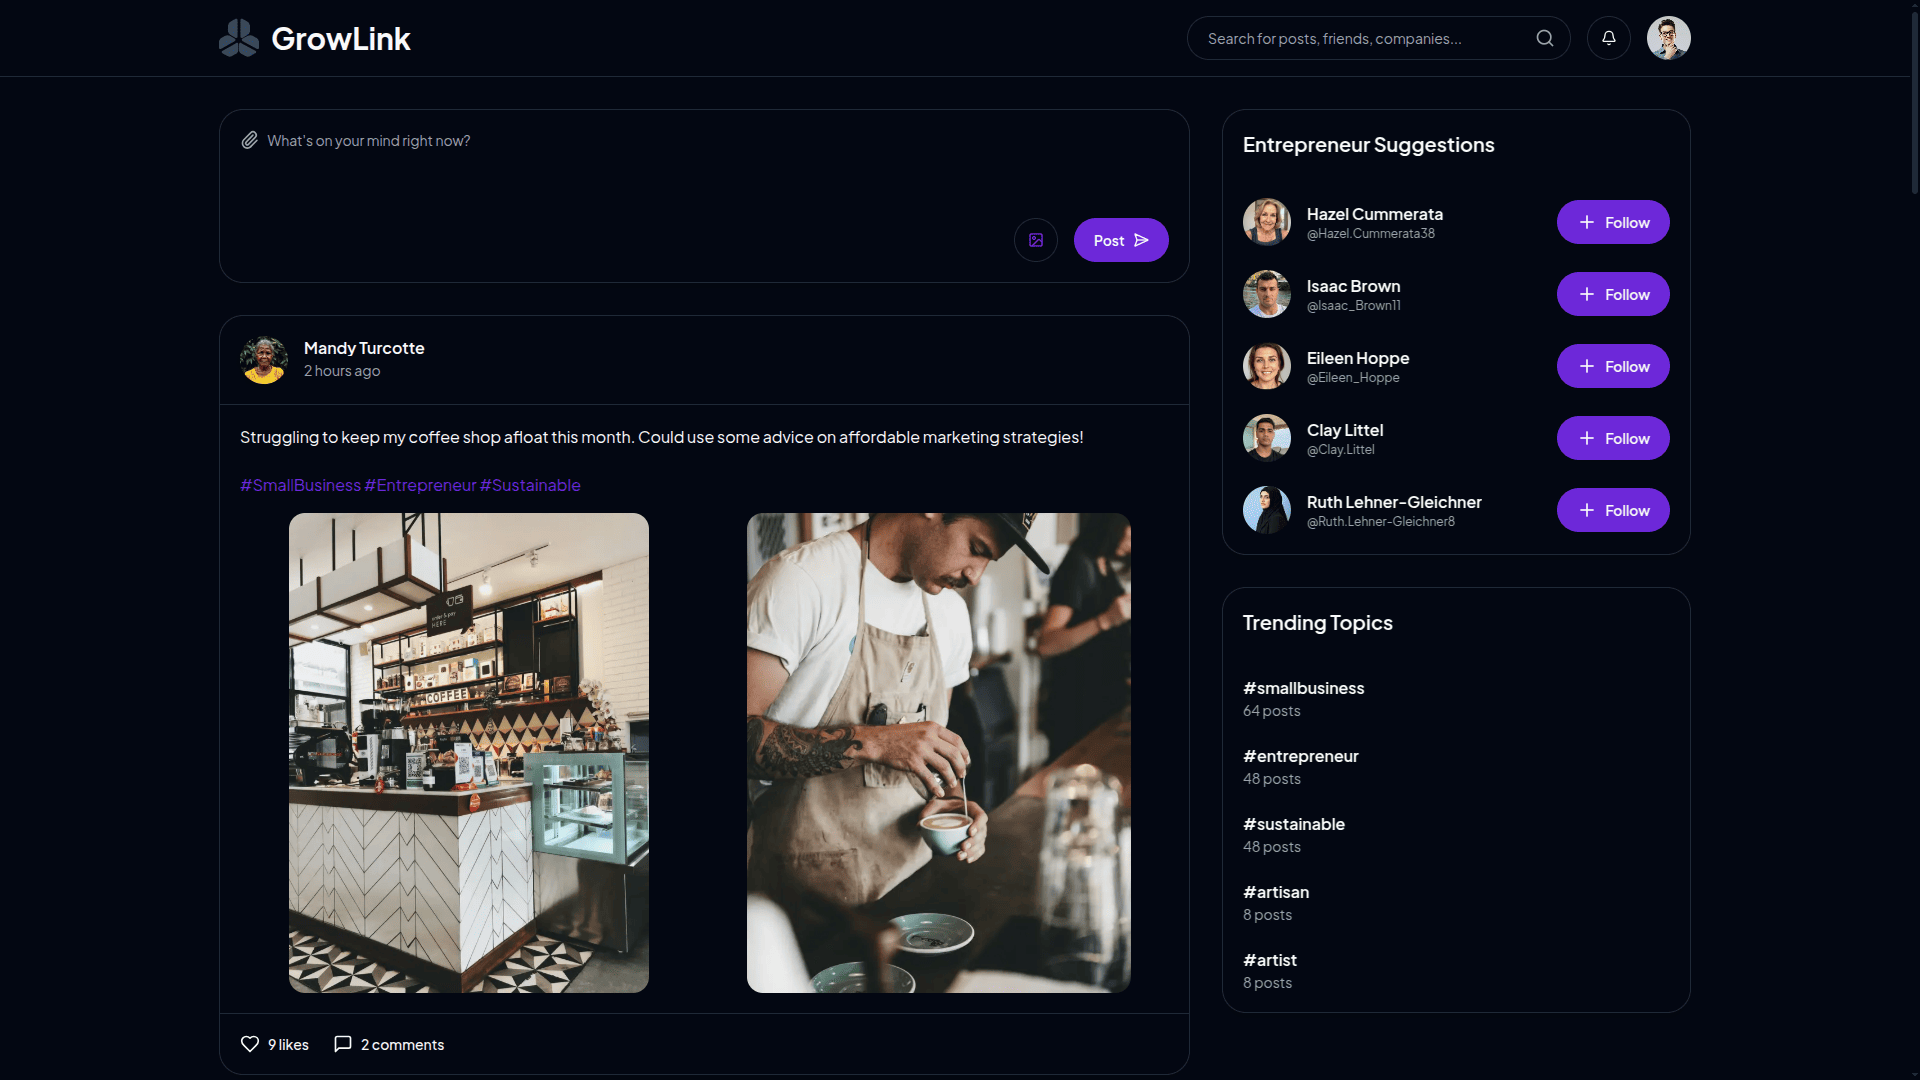 GrowLink
Search for posts, friends, companies...
What's on your mind right now?
Post
Mandy Turcotte
2 hours ago
Struggling to keep my coffee shop afloat this month. Could use some advice on affordable marketing strategies!
#SmallBusiness #Entrepreneur #Sustainable
order & pay
HERE
COFFEE
9 likes
2 comments
Entrepreneur Suggestions
Hazel Cummerata
@Hazel.Cummerata38
Follow
Isaac Brown
@Isaac_Brown11
Follow
Eileen Hoppe
@Eileen_Hoppe
Follow
Clay Littel
@Clay.Littel
Follow
Ruth Lehner-Gleichner
@Ruth.Lehner-Gleichner8
Follow
Trending Topics
#smallbusiness
64 posts
#entrepreneur
48 posts
#sustainable
48 posts
#artisan
8 posts
#artist
8 posts